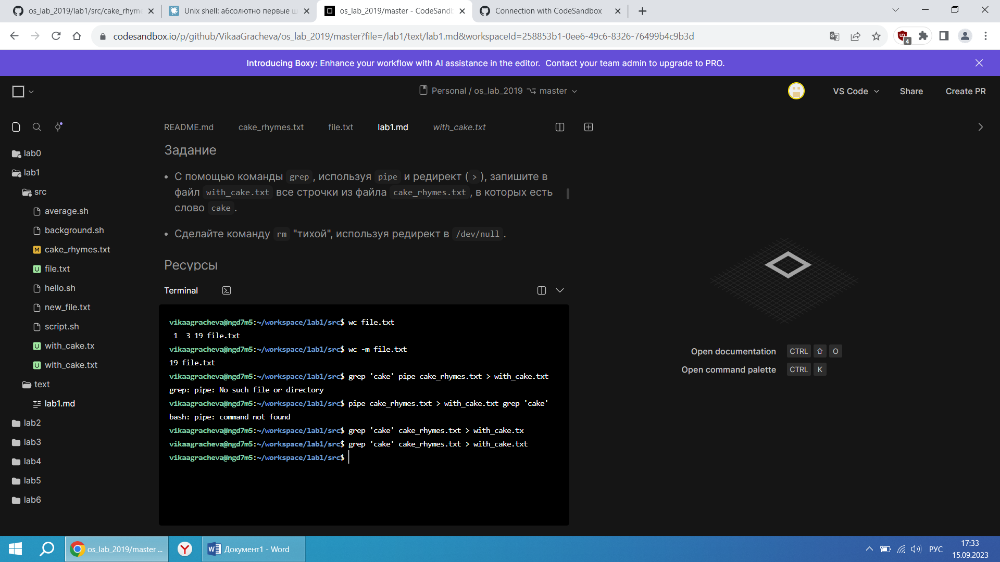 os_lab_2019/lab1/src/cake_rhyme
Unix shell: абсолютно первые ш
os_lab_2019/master - CodeSandb
Connection with CodeSandbox
codesandbox.io/p/github/VikaaGracheva/os_lab_2019/master?file=/lab1/text/lab1.md&workspaceId=258853b1-0ee6-49c6-8326-76499b4c9b3d
4
Introducing Boxy: Enhance your workflow with AI assistance in the editor. Contact your team admin to upgrade to PRO.
Personal / os_lab_2019 master
VS Code
Share
Create PR
README.md
cake_rhymes.txt
file.txt
lab1.md
with_cake.txt
lab0
lab1
src
average.sh
background.sh
M cake_rhymes.txt
U file.txt
hello.sh
new_file.txt
script.sh
U with_cake.tx
U with_cake.txt
text
lab1.md
lab2
lab3
lab4
lab5
lab6
Задание
• С помощью команды grep, используя pipe и редирект ( > ), запишите в
файл with_cake.txt все строчки из файла cake_rhymes.txt, в которых есть
слово cake.
• Сделайте команду rm "тихой", используя редирект в /dev/null.
Ресурсы
Terminal
vikaagracheva@ngd7m5:~/workspace/lab1/src$ wc file.txt
1 3 19 file.txt
vikaagracheva@ngd7m5:~/workspace/lab1/src$ wc -m file.txt
19 file.txt
vikaagracheva@ngd7m5:~/workspace/lab1/src$ grep 'cake' pipe cake_rhymes.txt > with_cake.txt
grep: pipe: No such file or directory
vikaagracheva@ngd7m5:~/workspace/lab1/src$ pipe cake_rhymes.txt > with_cake.txt grep 'cake'
bash: pipe: command not found
vikaagracheva@ngd7m5:~/workspace/lab1/src$ grep 'cake' cake_rhymes.txt > with_cake.tx
vikaagracheva@ngd7m5:~/workspace/lab1/src$ grep 'cake' cake_rhymes.txt > with_cake.txt
vikaagracheva@ngd7m5:~/workspace/lab1/src$
Open documentation CTRL ⇧ O
Open command palette CTRL K
os_lab_2019/master ...
Документ1 - Word
РУС
17:33
15.09.2023